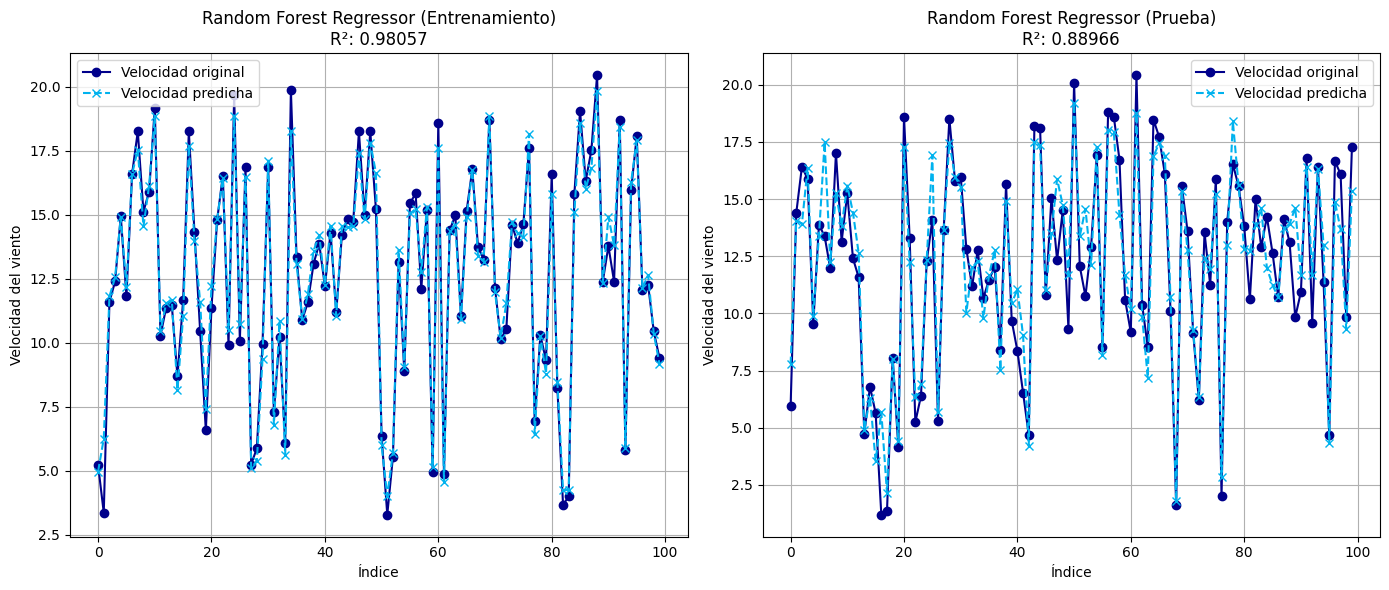 Random Forest Regressor (Entrenamiento)
R²: 0.98057
Velocidad original
Velocidad predicha
Velocidad del viento
20.0
17.5
15.0
12.5
10.0
7.5
5.0
2.5
0
20
40
60
80
100
Índice
Random Forest Regressor (Prueba)
R²: 0.88966
Velocidad original
Velocidad predicha
Velocidad del viento
20.0
17.5
15.0
12.5
10.0
7.5
5.0
2.5
0
20
40
60
80
100
Índice